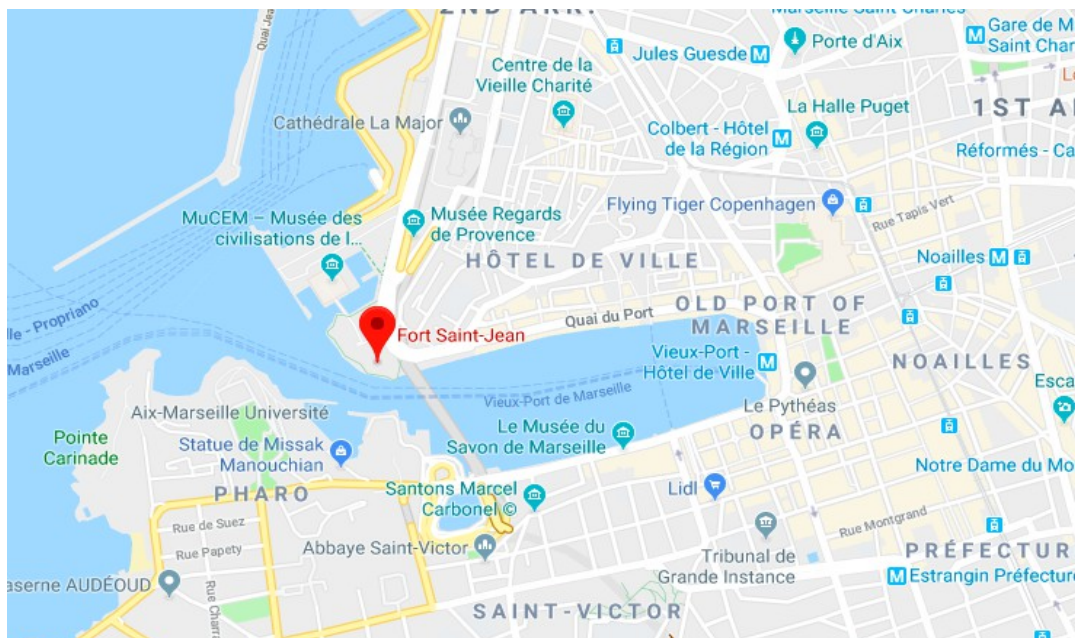 2ND ARR.
Marseille Saint Charles
Quai Jea
Jules Guesde
Porte d'Aix
Gare de M
Saint Char
Centre de la
Vieille Charité
Cathédrale La Major
La Halle Puget
1ST A
Colbert - Hôtel
de la Région
Réformés - Ca
MuCEM – Musée des
civilisations de l...
Musée Regards
de Provence
Flying Tiger Copenhagen
Rue Tapis Vert
HÔTEL DE VILLE
Noailles
OLD PORT OF
MARSEILLE
Quai du Port
lle - Propriano
Fort Saint-Jean
Marseille
Vieux-Port -
Hôtel de Ville
NOAILLES
Vieux-Port de Marseille
Esca
Aix-Marseille Université
Le Pythéas
OPÉRA
Pointe
Carinade
Statue de Missak
Manouchian
Le Musée du
Savon de Marseille
Notre Dame du Mo
PHARO
Santons Marcel
Carbonel ©
Lidl
Rue de Suez
Rue Montgrand
Rue Papety
Abbaye Saint-Victor
Tribunal de
Grande Instance
PRÉFECTUR
aserne AUDÉOUD
Rue Charra
Estrangin Préfecture
SAINT-VICTOR